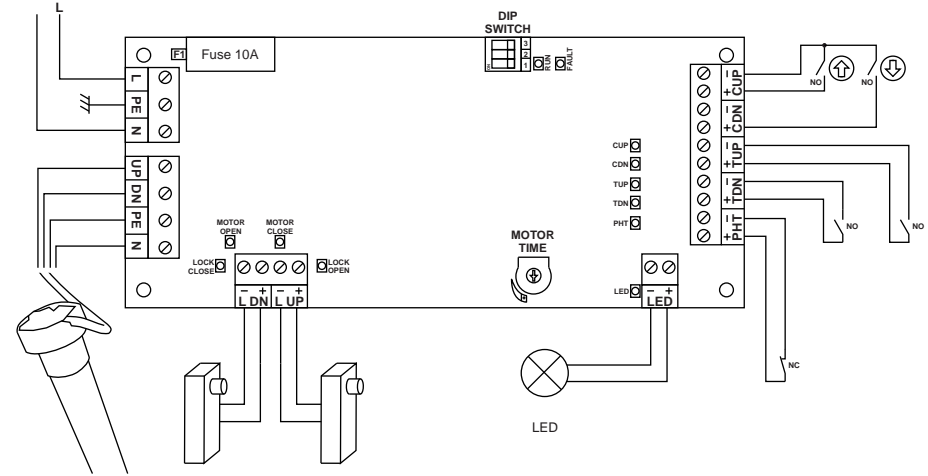 L
DIP
SWITCH
F1 Fuse 10A
ON
3
2
1
RUN
FAULT
L
PE
N
UP
DN
PE
N
− CUP +
− CDN +
− TUP +
− TDN +
− PHT +
NO
NO
NO
NO
NC
CUP
CDN
TUP
TDN
PHT
MOTOR
OPEN
MOTOR
CLOSE
LOCK
CLOSE
LOCK
OPEN
MOTOR
TIME
− + − +
L DN L UP
LED
− +
LED
LED